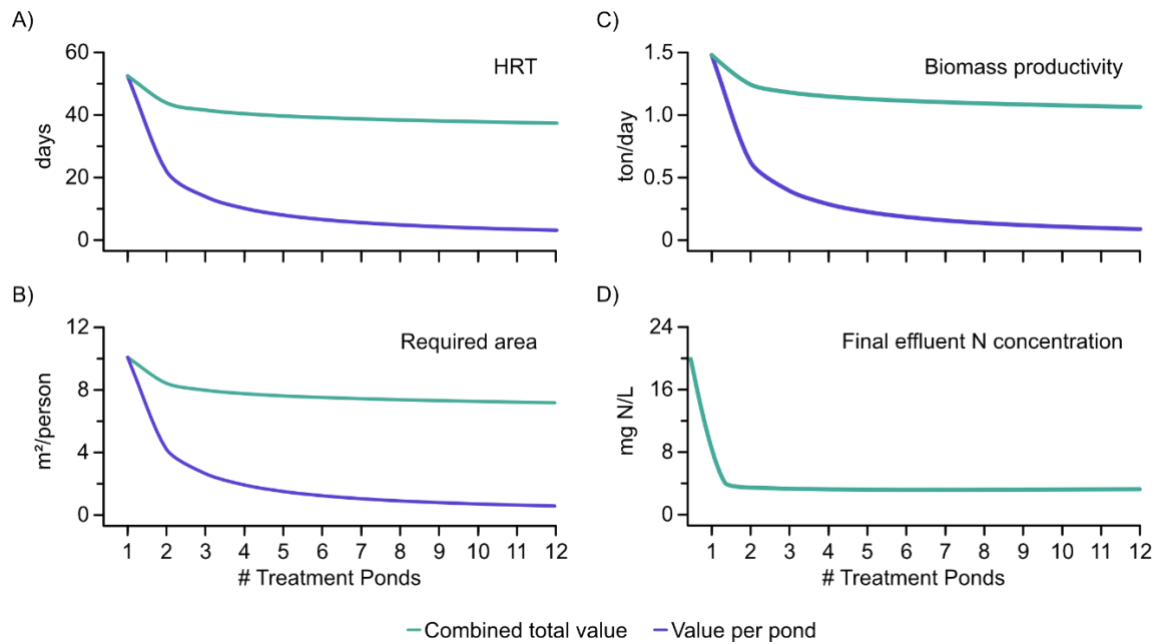 A)
60
40
20
0
days
HRT
1 2 3 4 5 6 7 8 9 10 11 12
B)
12
8
4
0
m²/person
Required area
1 2 3 4 5 6 7 8 9 10 11 12
# Treatment Ponds
C)
1.5
1.0
0.5
0
ton/day
Biomass productivity
1 2 3 4 5 6 7 8 9 10 11 12
D)
24
16
8
0
mg N/L
Final effluent N concentration
1 2 3 4 5 6 7 8 9 10 11 12
# Treatment Ponds
Combined total value
Value per pond